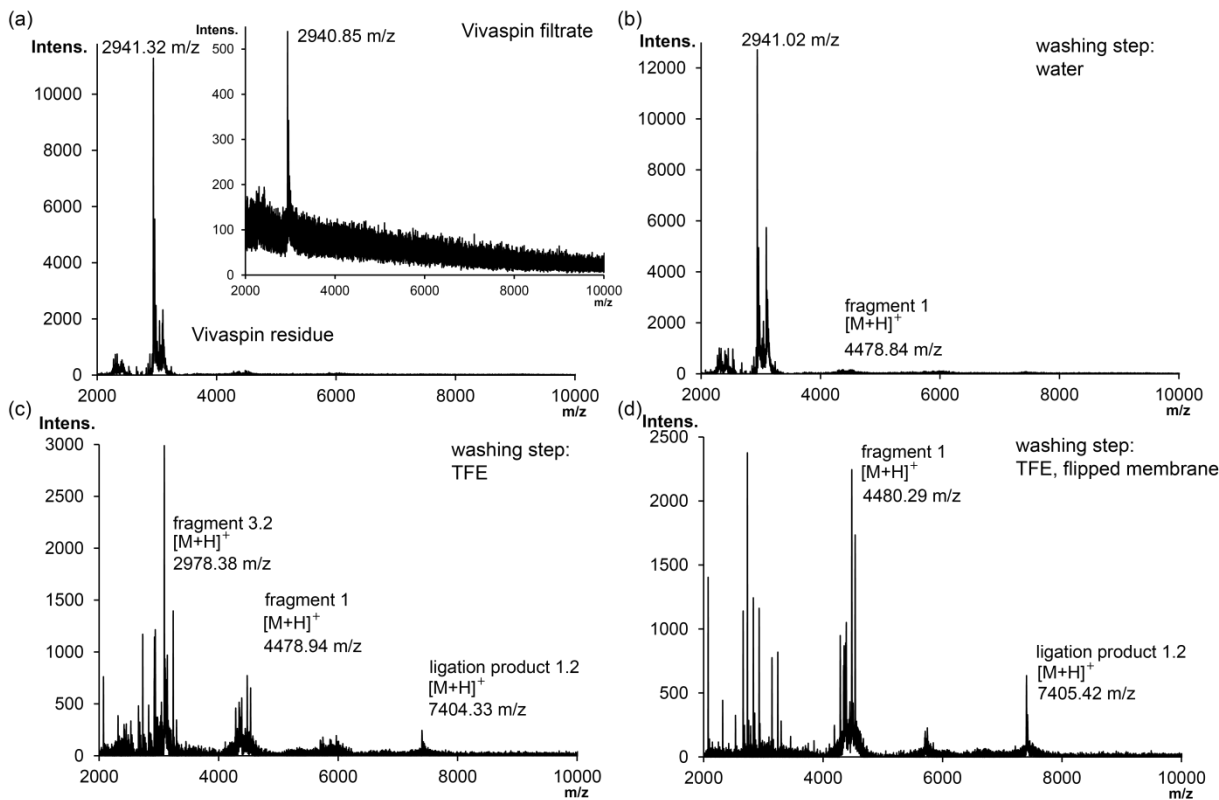 (a)
Intens.
2941.32 m/z
10000
8000
6000
4000
2000
0
2000
4000
6000
8000
10000
m/z
Vivaspin residue
Intens.
2940.85 m/z
Vivaspin filtrate
500
400
300
200
100
0
2000
4000
6000
8000
10000
m/z
(b)
Intens.
2941.02 m/z
washing step:
water
12000
10000
8000
6000
4000
2000
0
fragment 1
[M+H]+
4478.84 m/z
2000
4000
6000
8000
10000
m/z
(c)
Intens.
washing step:
TFE
3000
2500
2000
1500
1000
500
0
fragment 3.2
[M+H]+
2978.38 m/z
fragment 1
[M+H]+
4478.94 m/z
ligation product 1.2
[M+H]+
7404.33 m/z
2000
4000
6000
8000
10000
m/z
(d)
Intens.
washing step:
TFE, flipped membrane
2500
2000
1500
1000
500
0
fragment 1
[M+H]+
4480.29 m/z
ligation product 1.2
[M+H]+
7405.42 m/z
2000
4000
6000
8000
10000
m/z